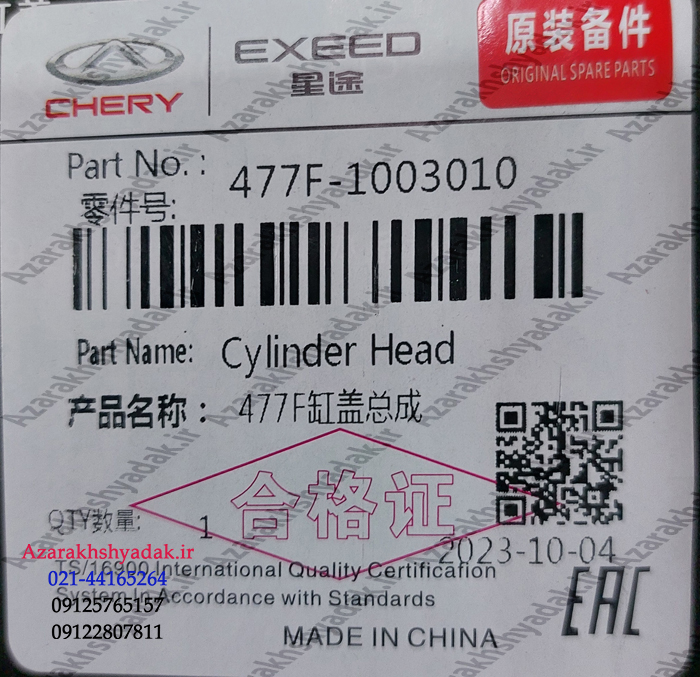 CHERY
EXEED
星途
原装备件
ORIGINAL SPARE PARTS
Part No.: 477F-1003010
零件号:
Part Name: Cylinder Head
产品名称： 477F缸盖总成
合格证
QTY数量: 1
2023-10-04
Azarakhshyadak.ir
TS/16900 International Quality Certification
021-44165264
System In Accordance with Standards
09125765157
09122807811
MADE IN CHINA
EAC